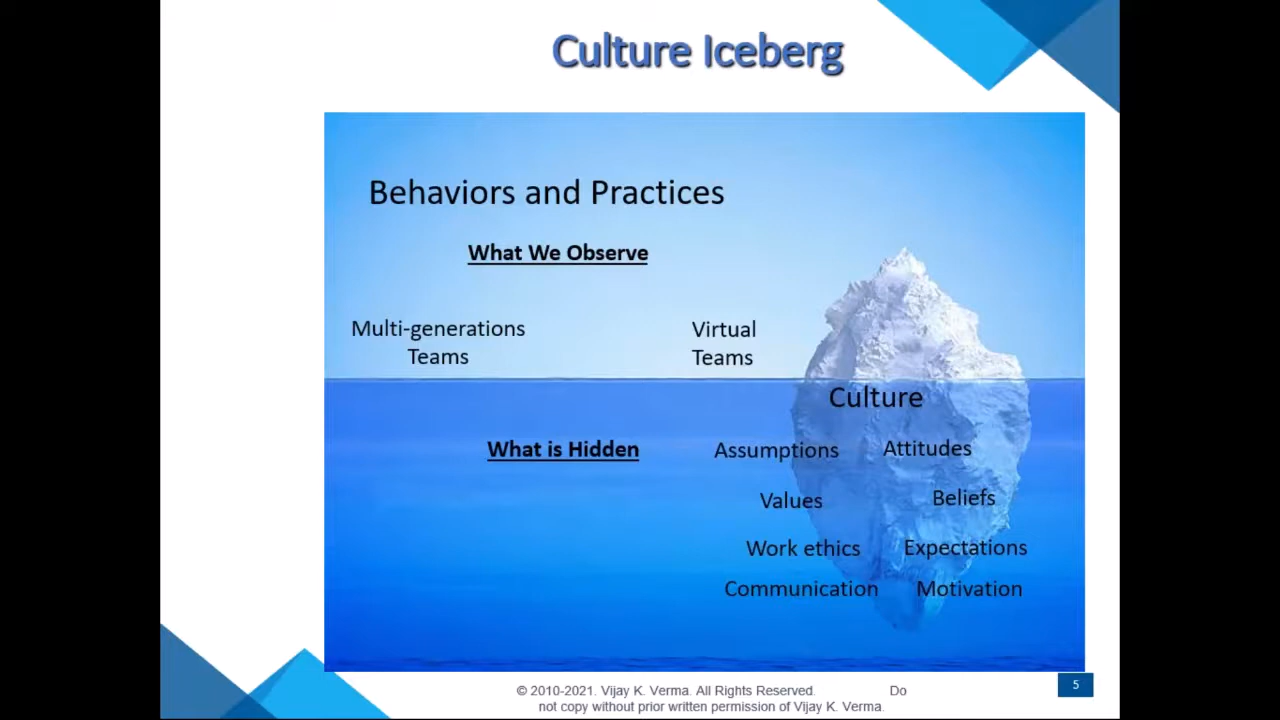 Culture Iceberg
Behaviors and Practices
What We Observe
Multi-generations
Teams
Virtual
Teams
Culture
What is Hidden
Assumptions
Attitudes
Values
Beliefs
Work ethics
Expectations
Communication
Motivation
© 2010-2021. Vijay K. Verma. All Rights Reserved. Do
not copy without prior written permission of Vijay K. Verma.
5